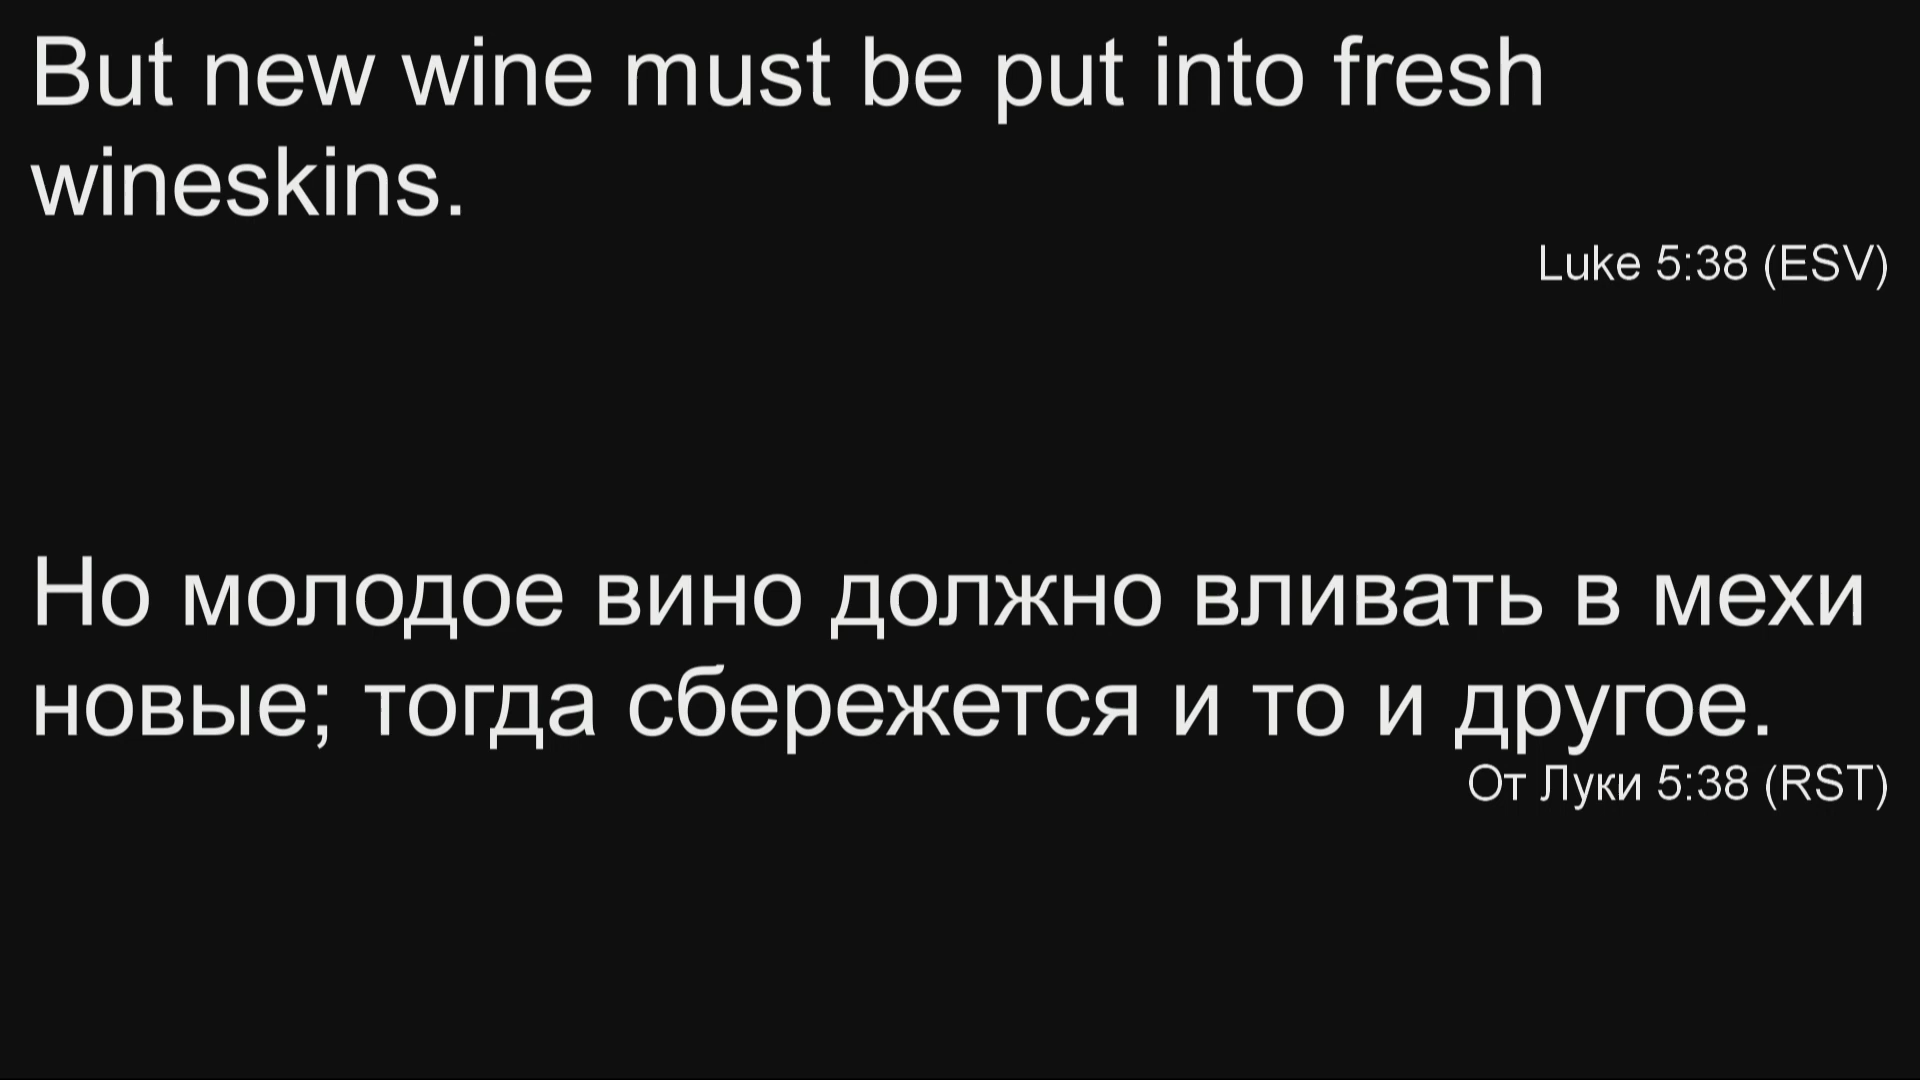 But new wine must be put into fresh
wineskins.
Luke 5:38 (ESV)
Но молодое вино должно вливать в мехи
новые; тогда сбережется и то и другое.
От Луки 5:38 (RST)